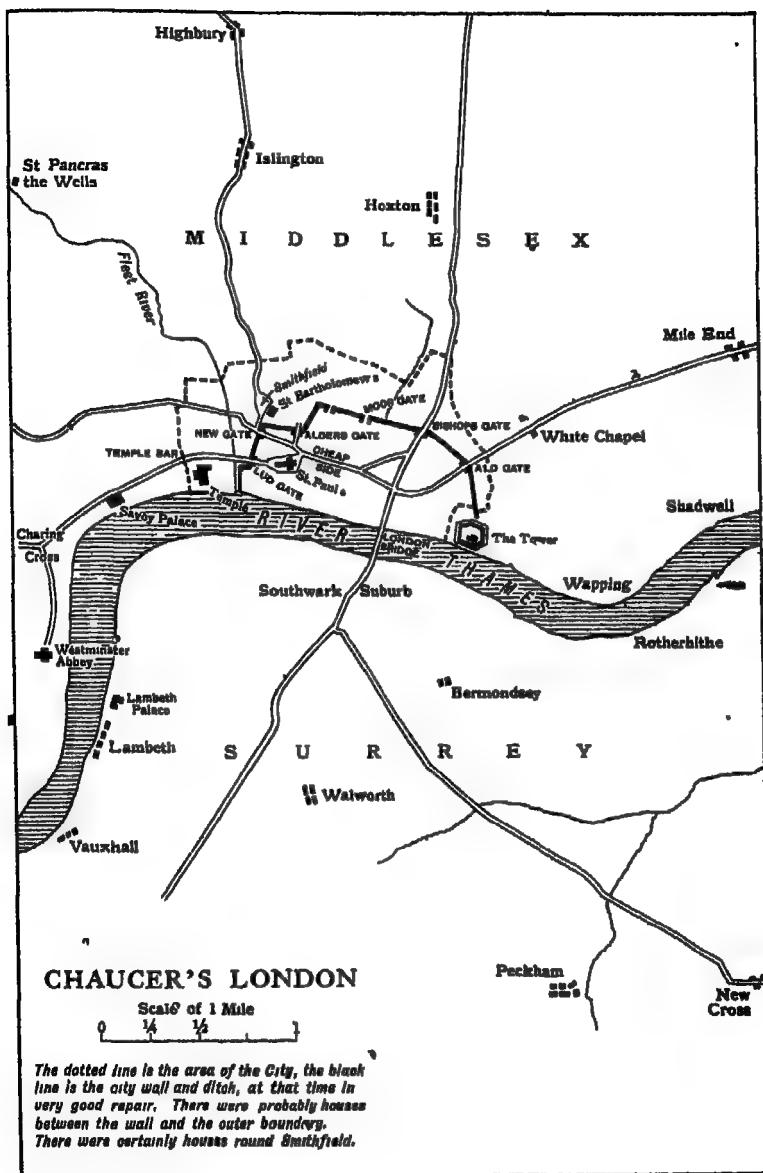 Highbury
Islington
St Pancras
the Wells
Hoxton
MIDDLESEX
Fleet River
Mile End
Smithfield
St Bartholomew's
MOOR GATE
NEW GATE
ALDERS GATE
BISHOPS GATE
White Chapel
TEMPLE BAR
CHEAP
SIDE
ALD GATE
LUD GATE
St. Paul's
Temple
Savoy Palace
Shadwell
RIVER
LONDON
BRIDGE
The Tower
Charing
Cross
THAMES
Wapping
Southwark Suburb
Rotherhithe
Westminster
Abbey
Bermondsey
Lambeth
Palace
Lambeth
SURREY
Walworth
Vauxhall
Peckham
New
Cross
CHAUCER'S LONDON
Scale of 1 Mile
0 ¼ ½ 1
The dotted line is the area of the City, the black
line is the city wall and ditch, at that time in
very good repair. There were probably houses
between the wall and the outer boundry.
There were certainly houses round Smithfield.